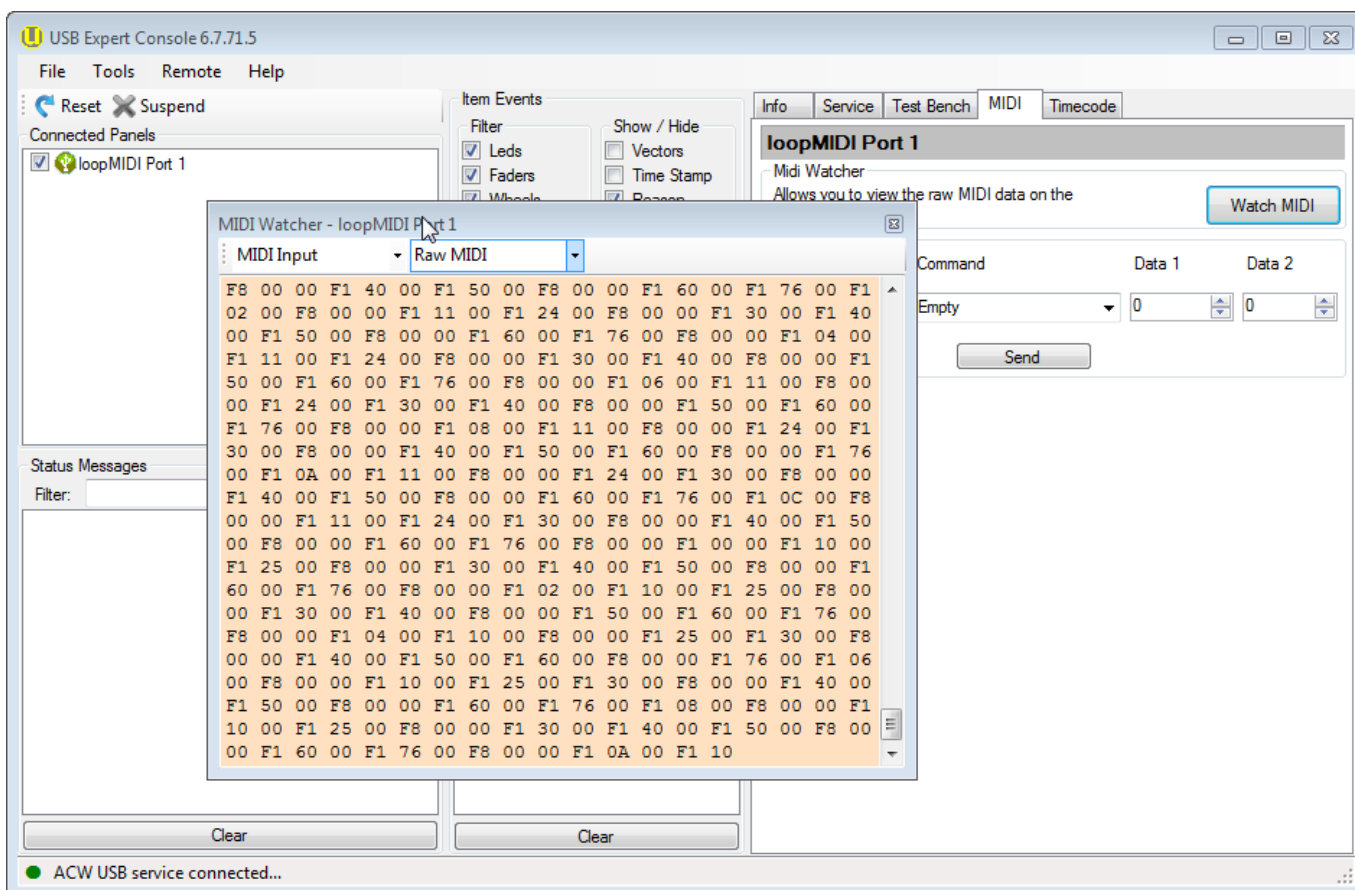 USB Expert Console 6.7.71.5
File Tools Remote Help
Reset Suspend
Connected Panels
loopMIDI Port 1
Item Events
Filter
Leds
Faders
Show / Hide
Vectors
Time Stamp
Info Service Test Bench MIDI Timecode
loopMIDI Port 1
Midi Watcher
Allows you to view the raw MIDI data on the
Watch MIDI
Command Data 1 Data 2
Empty 0 0
Send
MIDI Watcher - loopMIDI Port 1
MIDI Input Raw MIDI
F8 00 00 F1 40 00 F1 50 00 F8 00 00 F1 60 00 F1 76 00 F1
02 00 F8 00 00 F1 11 00 F1 24 00 F8 00 00 F1 30 00 F1 40
00 F1 50 00 F8 00 00 F1 60 00 F1 76 00 F8 00 00 F1 04 00
F1 11 00 F1 24 00 F8 00 00 F1 30 00 F1 40 00 F8 00 00 F1
50 00 F1 60 00 F1 76 00 F8 00 00 F1 06 00 F1 11 00 F8 00
00 F1 24 00 F1 30 00 F1 40 00 F8 00 00 F1 50 00 F1 60 00
F1 76 00 F8 00 00 F1 08 00 F1 11 00 F8 00 00 F1 24 00 F1
30 00 F8 00 00 F1 40 00 F1 50 00 F1 60 00 F8 00 00 F1 76
00 F1 0A 00 F1 11 00 F8 00 00 F1 24 00 F1 30 00 F8 00 00
F1 40 00 F1 50 00 F8 00 00 F1 60 00 F1 76 00 F1 0C 00 F8
00 00 F1 11 00 F1 24 00 F1 30 00 F8 00 00 F1 40 00 F1 50
00 F8 00 00 F1 60 00 F1 76 00 F8 00 00 F1 00 00 F1 10 00
F1 25 00 F8 00 00 F1 30 00 F1 40 00 F1 50 00 F8 00 00 F1
60 00 F1 76 00 F8 00 00 F1 02 00 F1 10 00 F1 25 00 F8 00
00 F1 30 00 F1 40 00 F8 00 00 F1 50 00 F1 60 00 F1 76 00
F8 00 00 F1 04 00 F1 10 00 F8 00 00 F1 25 00 F1 30 00 F8
00 00 F1 40 00 F1 50 00 F1 60 00 F8 00 00 F1 76 00 F1 06
00 F8 00 00 F1 10 00 F1 25 00 F1 30 00 F8 00 00 F1 40 00
F1 50 00 F8 00 00 F1 60 00 F1 76 00 F1 08 00 F8 00 00 F1
10 00 F1 25 00 F8 00 00 F1 30 00 F1 40 00 F1 50 00 F8 00
00 F1 60 00 F1 76 00 F8 00 00 F1 0A 00 F1 10
Status Messages
Filter:
Clear
Clear
ACW USB service connected...